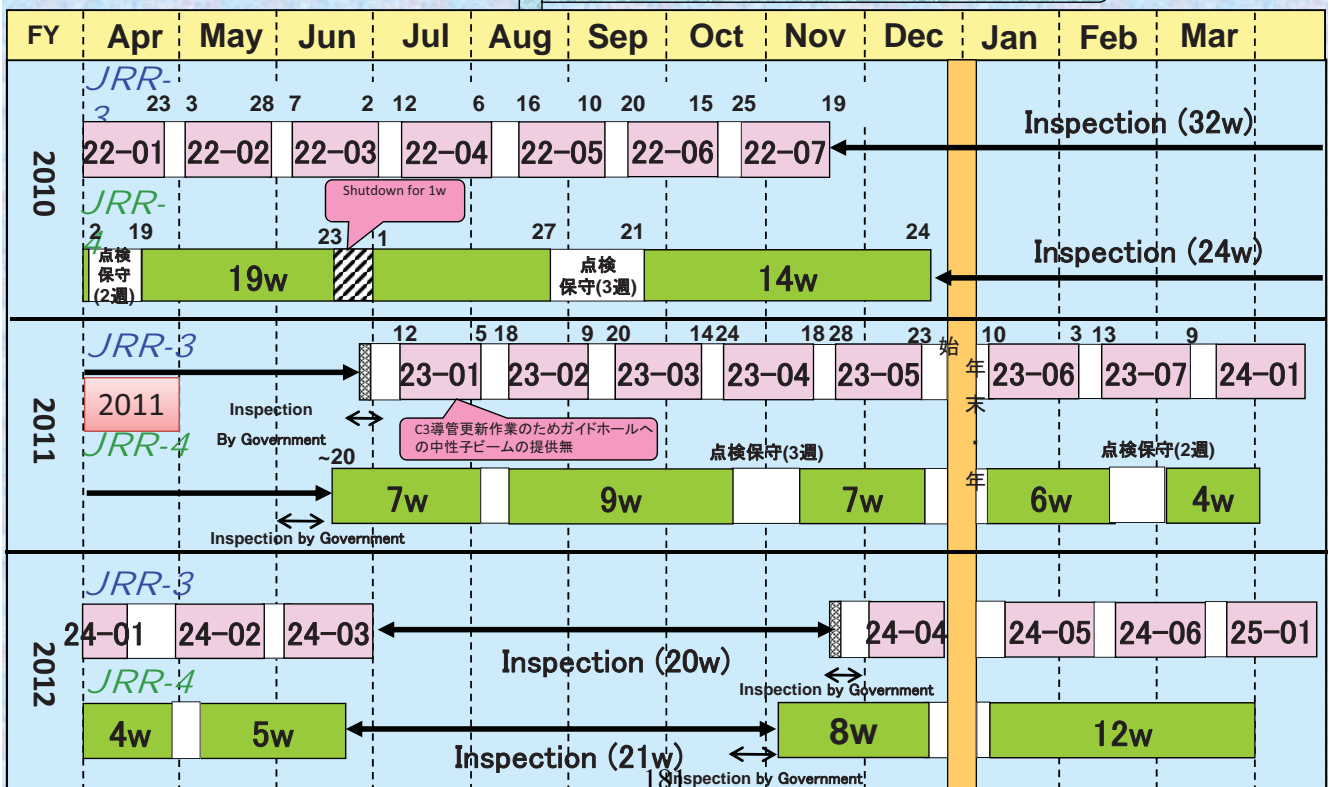 FY Apr May Jun Jul Aug Sep Oct Nov Dec Jan Feb Mar
2010
JRR-3
23 3 28 7 2 12 6 16 10 20 15 25 19
22-01 22-02 22-03 22-04 22-05 22-06 22-07
Inspection (32w)
Shutdown for 1w
JRR-4
2 19 23 1 27 21 24
点検
保守
(2週)
19w
点検
保守(3週)
14w
Inspection (24w)
2011
JRR-3
12 5 18 9 20 14 24 18 28 23 10 3 13 9
23-01 23-02 23-03 23-04 23-05 23-06 23-07 24-01
始
年
末
・
年
2011
Inspection
By Government
C3導管更新作業のためガイドホールへ
の中性子ビームの提供無
JRR-4
~20
点検保守(3週)
点検保守(2週)
7w 9w 7w 6w 4w
Inspection by Government
2012
JRR-3
24-01 24-02 24-03 24-04 24-05 24-06 25-01
Inspection (20w)
Inspection by Government
JRR-4
4w 5w 8w 12w
Inspection (21w)
Inspection by Government